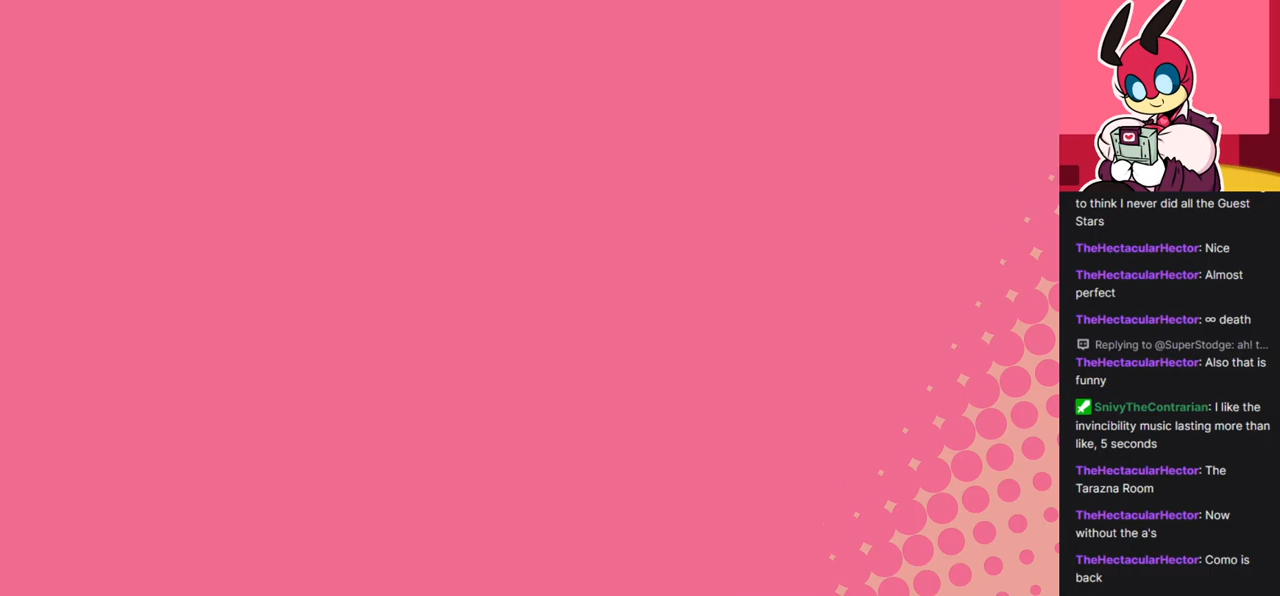 to think I never did all the Guest
Stars
TheHectacularHector: Nice
TheHectacularHector: Almost
perfect
TheHectacularHector: ∞ death
Replying to @SuperStodge: ah! t...
TheHectacularHector: Also that is
funny
SnivyTheContrarian: I like the
invincibility music lasting more than
like, 5 seconds
TheHectacularHector: The
Tarazna Room
TheHectacularHector: Now
without the a's
TheHectacularHector: Como is
back